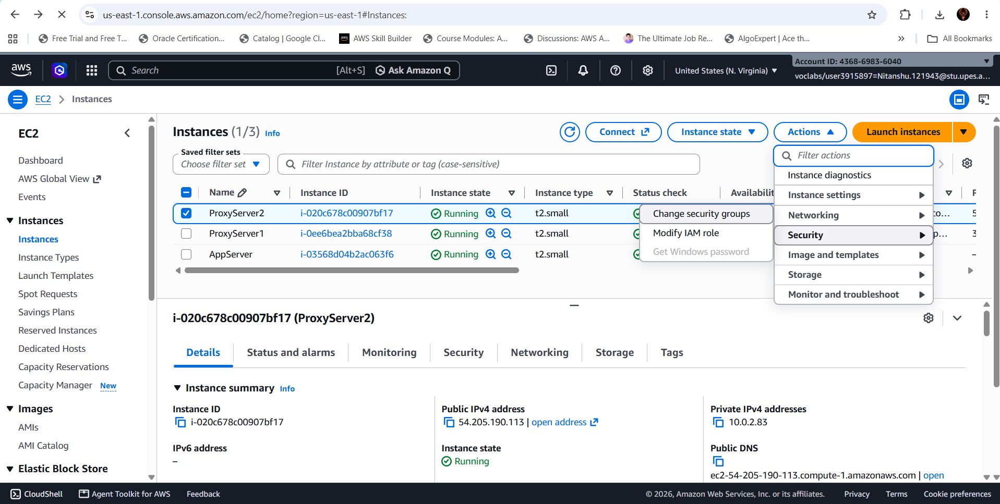 us-east-1.console.aws.amazon.com/ec2/home?region=us-east-1#Instances:
Free Trial and Free T...
Oracle Certification...
Catalog | Google Cl...
aws
AWS Skill Builder
Course Modules: A...
Discussions: AWS A...
The Ultimate Job Re...
AlgoExpert | Ace th...
»
All Bookmarks
aws
Search
[Alt+S]
Ask Amazon Q
United States (N. Virginia)
Account ID: 4368-6983-6040
voclabs/user3915897=Nitanshu.121943@stu.upes.a...
EC2
Instances
EC2
Dashboard
AWS Global View
Events
Instances
Instances
Instance Types
Launch Templates
Spot Requests
Savings Plans
Reserved Instances
Dedicated Hosts
Capacity Reservations
Capacity Manager New
Images
AMIs
AMI Catalog
Elastic Block Store
Instances (1/3) Info
Connect
Instance state
Actions
Launch instances
Saved filter sets
Choose filter set
Filter Instance by attribute or tag (case-sensitive)
Name
Instance ID
Instance state
Instance type
Status check
Availabilit
ProxyServer2
i-020c678c00907bf17
Running
t2.small
ProxyServer1
i-0ee6bea2bba68cf38
Running
t2.small
AppServer
i-03568d04b2ac063f6
Running
t2.small
Filter actions
Instance diagnostics
Instance settings
Networking
Security
Image and templates
Storage
Monitor and troubleshoot
Change security groups
Modify IAM role
Get Windows password
i-020c678c00907bf17 (ProxyServer2)
Details
Status and alarms
Monitoring
Security
Networking
Storage
Tags
Instance summary Info
Instance ID
i-020c678c00907bf17
Public IPv4 address
54.205.190.113 | open address
Private IPv4 addresses
10.0.2.83
IPv6 address
–
Instance state
Running
Public DNS
ec2-54-205-190-113.compute-1.amazonaws.com | open
CloudShell
Agent Toolkit for AWS
Feedback
© 2026, Amazon Web Services, Inc. or its affiliates.
Privacy
Terms
Cookie preferences